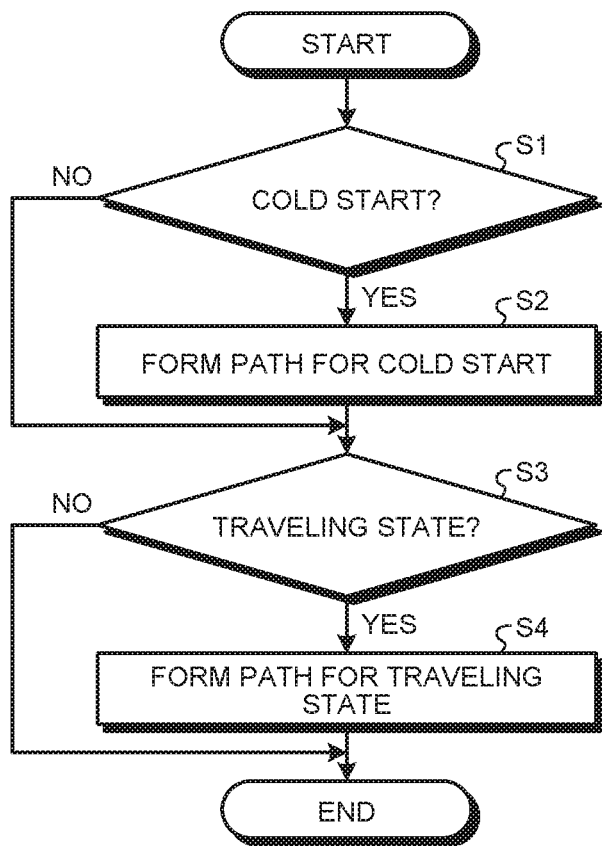 START
S1
NO
COLD START?
YES
S2
FORM PATH FOR COLD START
S3
NO
TRAVELING STATE?
YES
S4
FORM PATH FOR TRAVELING
STATE
END